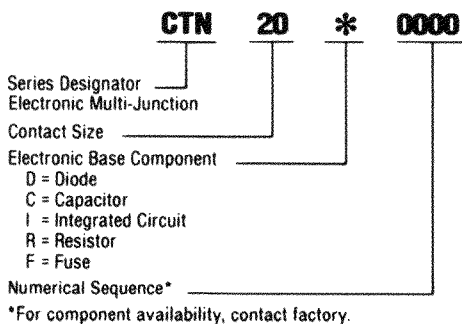 CTN 20 * 0000
Series Designator
Electronic Multi-Junction
Contact Size
Electronic Base Component
D = Diode
C = Capacitor
I = Integrated Circuit
R = Resistor
F = Fuse
Numerical Sequence*
*For component availability, contact factory.